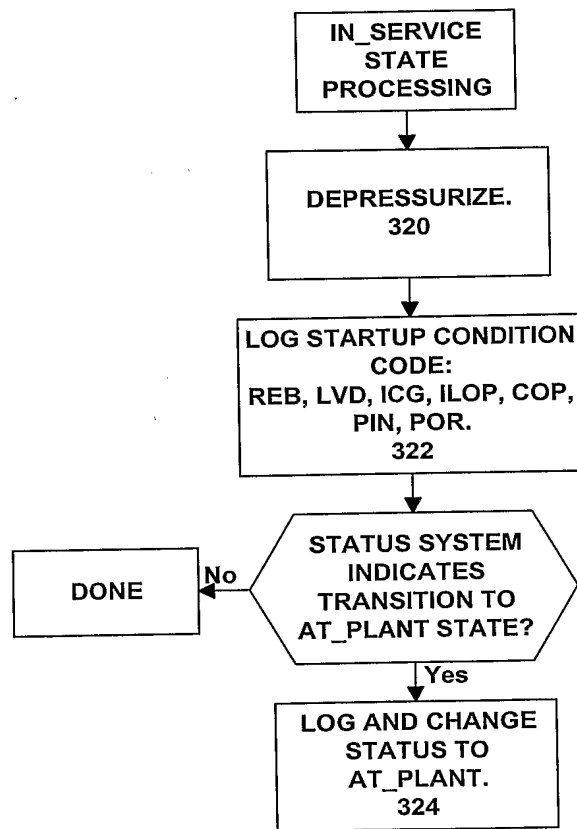 IN_SERVICE
STATE
PROCESSING
DEPRESSURIZE.
320
LOG STARTUP CONDITION
CODE:
REB, LVD, ICG, ILOP, COP,
PIN, POR.
322
STATUS SYSTEM
INDICATES
TRANSITION TO
AT_PLANT STATE?
No
DONE
Yes
LOG AND CHANGE
STATUS TO
AT_PLANT.
324